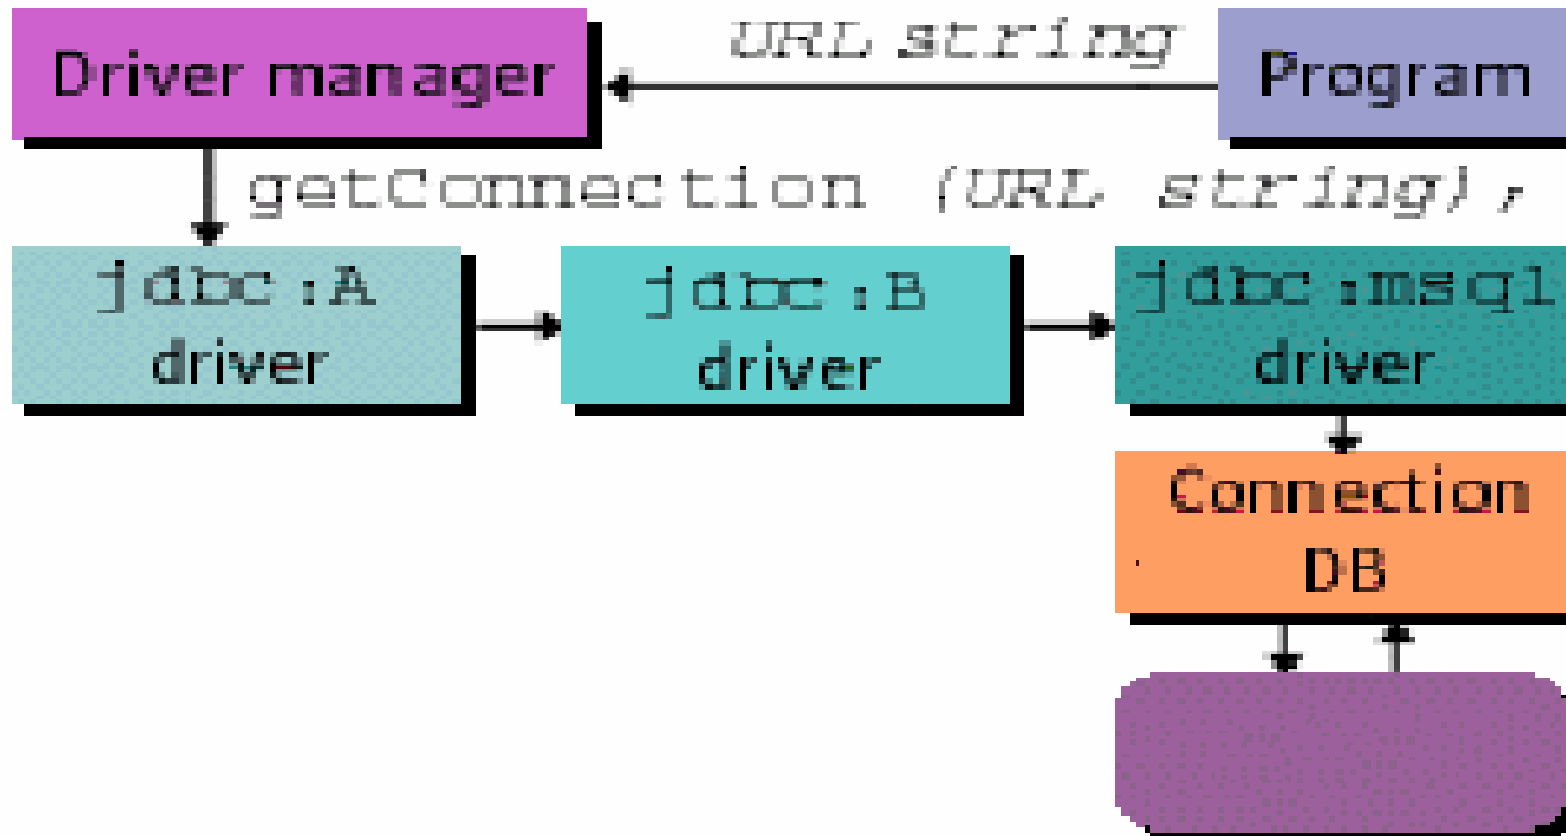 Driver manager
URL string
Program
getConnection (URL string);
jdbc:A
driver
jdbc:B
driver
jdbc:msql
driver
Connection
DB